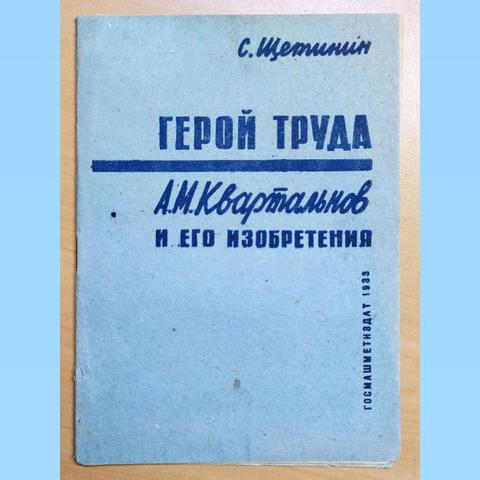 С. Щетинин
ГЕРОЙ ТРУДА
А.М. Квартальнов
И ЕГО ИЗОБРЕТЕНИЯ
ГОСМАШМЕТИЗДАТ 1933